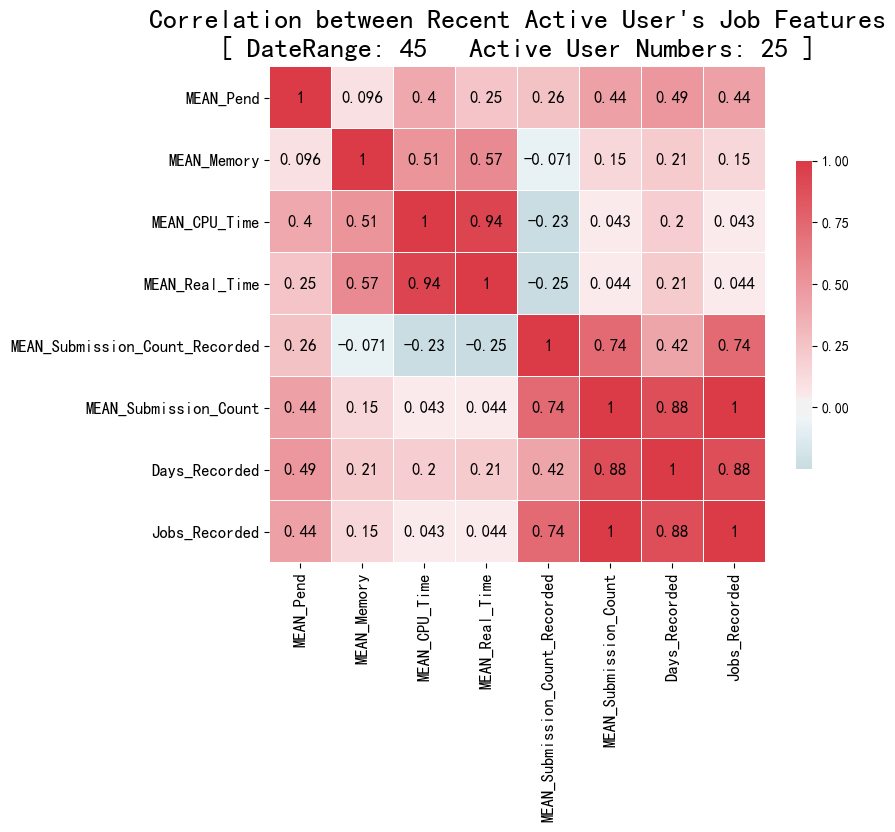 Correlation between Recent Active User's Job Features
[ DateRange: 45   Active User Numbers: 25 ]
MEAN_Pend 1 0.096 0.4 0.25 0.26 0.44 0.49 0.44
MEAN_Memory 0.096 1 0.51 0.57 -0.071 0.15 0.21 0.15
MEAN_CPU_Time 0.4 0.51 1 0.94 -0.23 0.043 0.2 0.043
MEAN_Real_Time 0.25 0.57 0.94 1 -0.25 0.044 0.21 0.044
MEAN_Submission_Count_Recorded 0.26 -0.071 -0.23 -0.25 1 0.74 0.42 0.74
MEAN_Submission_Count 0.44 0.15 0.043 0.044 0.74 1 0.88 1
Days_Recorded 0.49 0.21 0.2 0.21 0.42 0.88 1 0.88
Jobs_Recorded 0.44 0.15 0.043 0.044 0.74 1 0.88 1
MEAN_Pend
MEAN_Memory
MEAN_CPU_Time
MEAN_Real_Time
MEAN_Submission_Count_Recorded
MEAN_Submission_Count
Days_Recorded
Jobs_Recorded
1.00
0.75
0.50
0.25
0.00